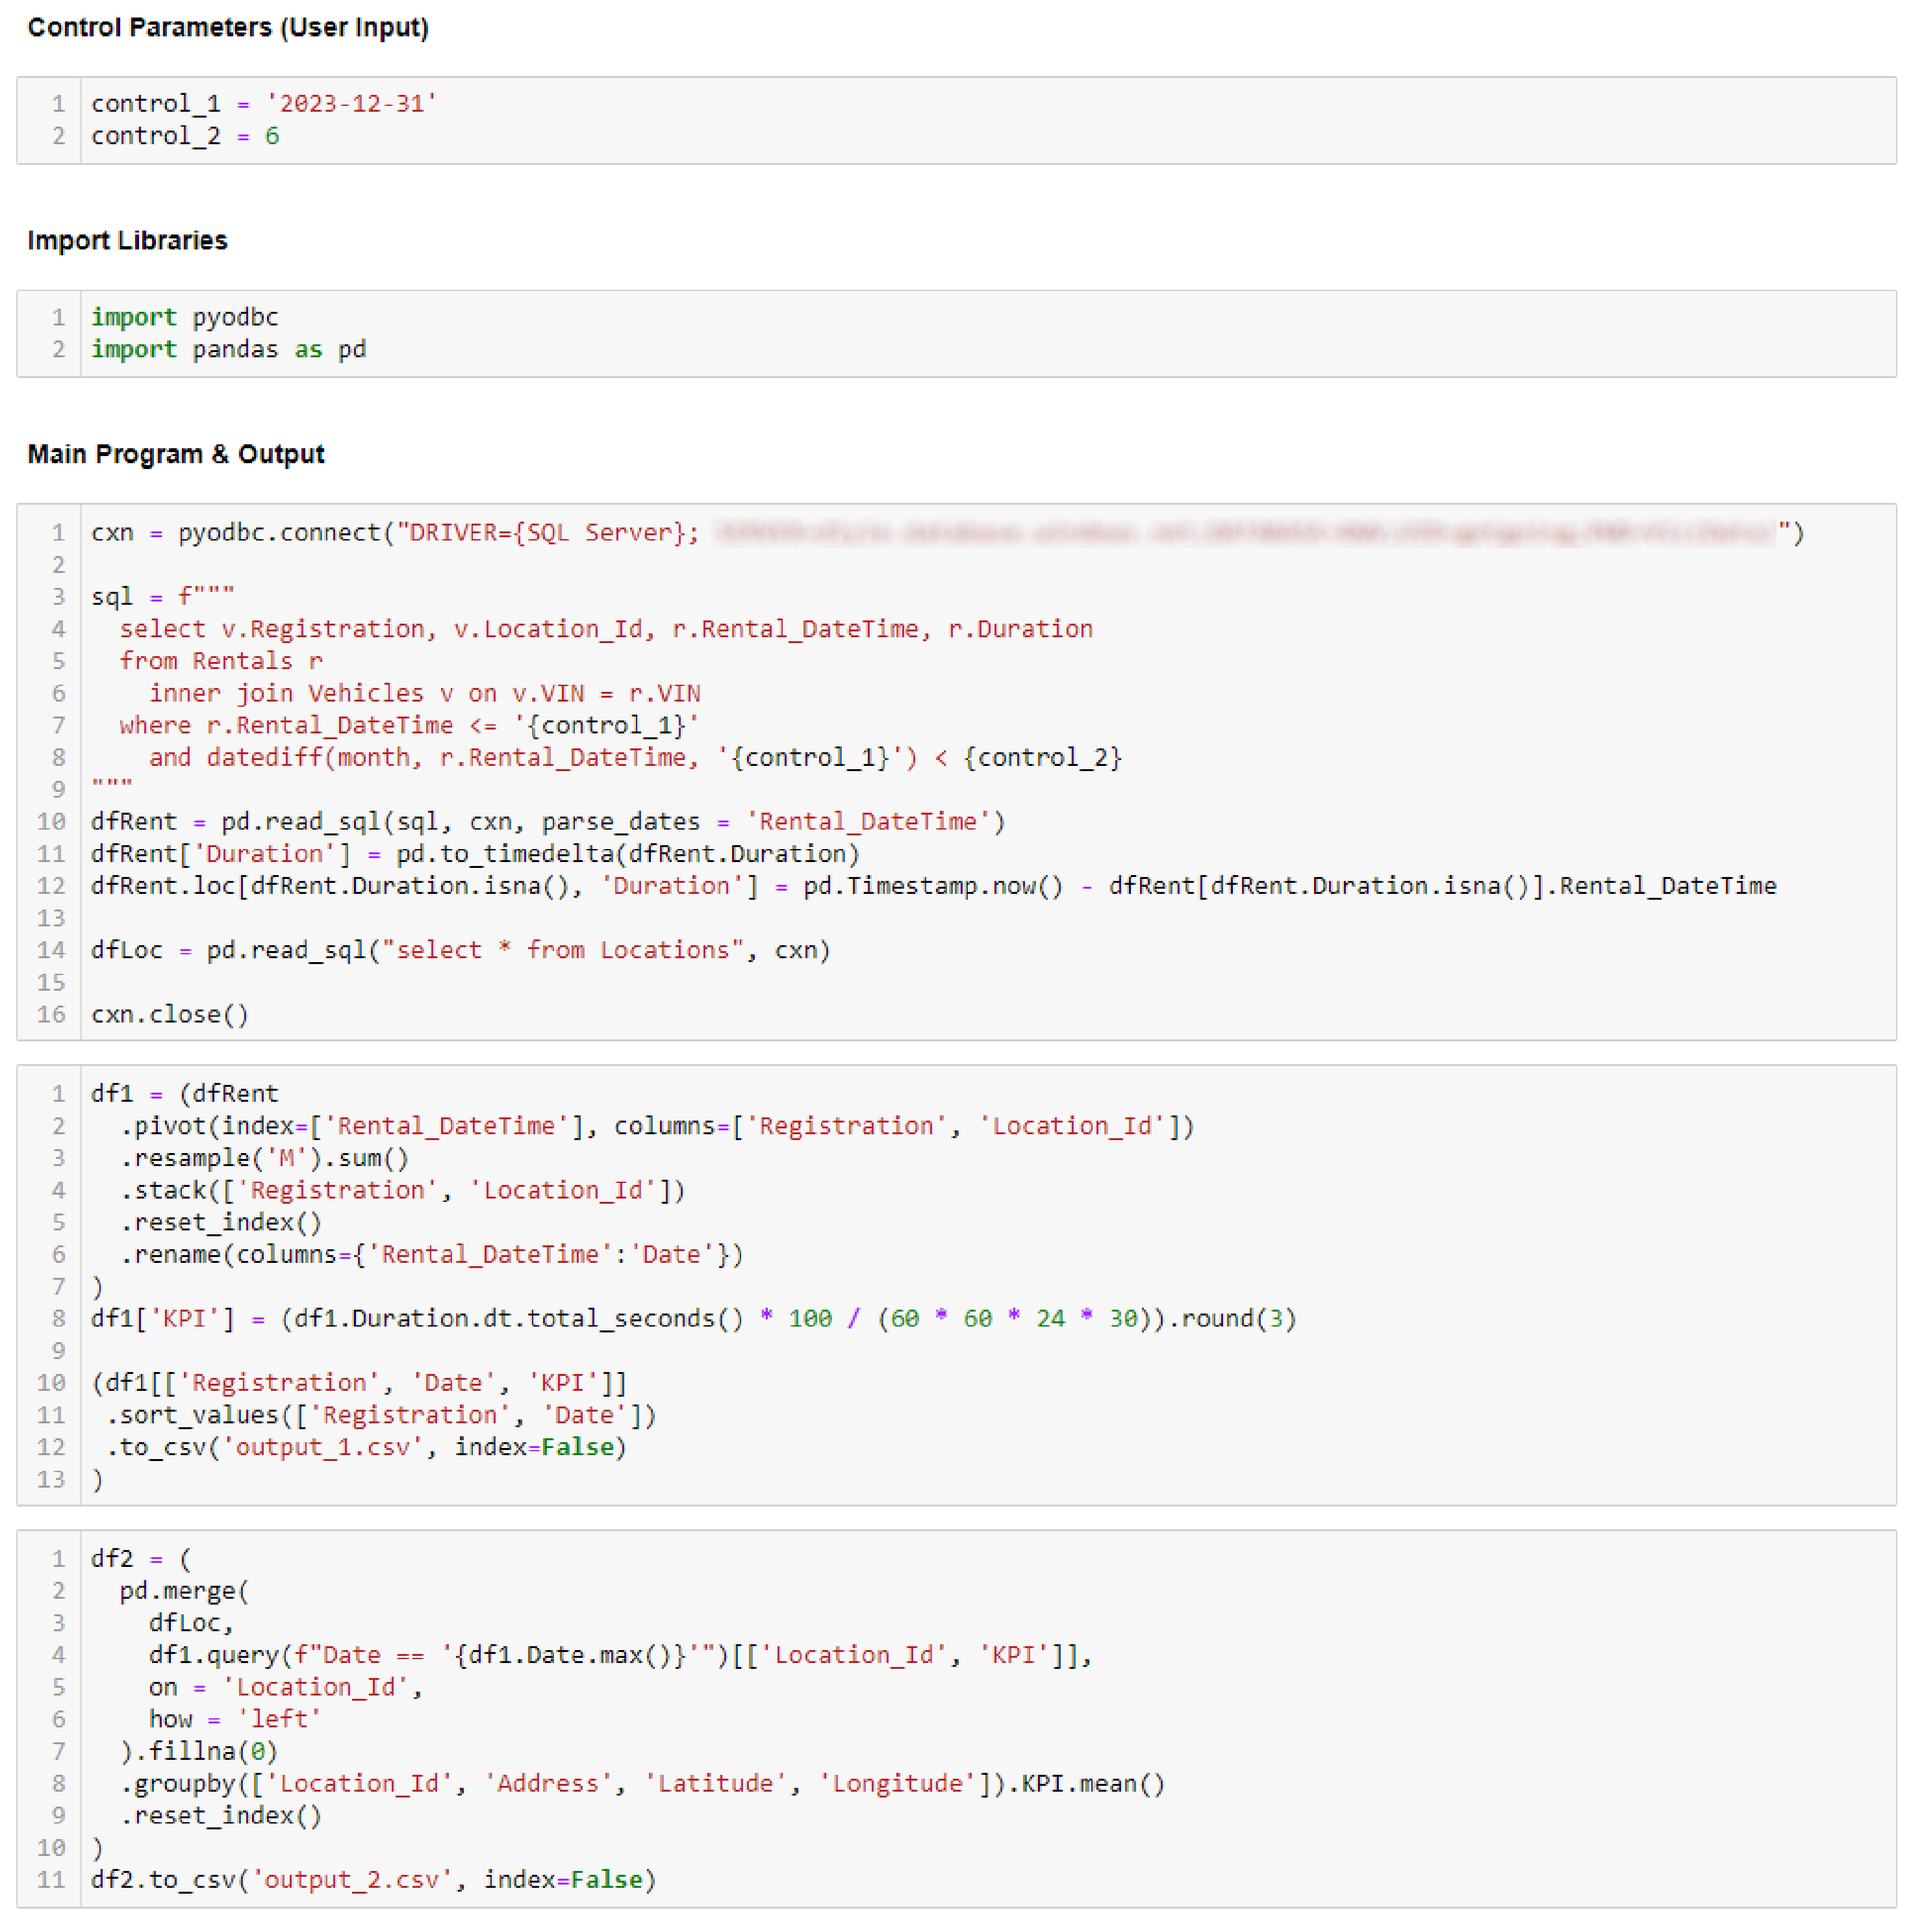 Control Parameters (User Input)
1 control_1 = '2023-12-31'
2 control_2 = 6
Import Libraries
1 import pyodbc
2 import pandas as pd
Main Program & Output
1 cxn = pyodbc.connect("DRIVER={SQL Server}; ")
2
3 sql = f"""
4   select v.Registration, v.Location_Id, r.Rental_DateTime, r.Duration
5   from Rentals r
6     inner join Vehicles v on v.VIN = r.VIN
7   where r.Rental_DateTime <= '{control_1}'
8     and datediff(month, r.Rental_DateTime, '{control_1}') < {control_2}
9 """
10 dfRent = pd.read_sql(sql, cxn, parse_dates = 'Rental_DateTime')
11 dfRent['Duration'] = pd.to_timedelta(dfRent.Duration)
12 dfRent.loc[dfRent.Duration.isna(), 'Duration'] = pd.Timestamp.now() - dfRent[dfRent.Duration.isna()].Rental_DateTime
13
14 dfLoc = pd.read_sql("select * from Locations", cxn)
15
16 cxn.close()
1 df1 = (dfRent
2   .pivot(index=['Rental_DateTime'], columns=['Registration', 'Location_Id'])
3   .resample('M').sum()
4   .stack(['Registration', 'Location_Id'])
5   .reset_index()
6   .rename(columns={'Rental_DateTime':'Date'})
7 )
8 df1['KPI'] = (df1.Duration.dt.total_seconds() * 100 / (60 * 60 * 24 * 30)).round(3)
9
10 (df1[['Registration', 'Date', 'KPI']]
11  .sort_values(['Registration', 'Date'])
12  .to_csv('output_1.csv', index=False)
13 )
1 df2 = (
2   pd.merge(
3     dfLoc,
4     df1.query(f"Date == '{df1.Date.max()}'")[['Location_Id', 'KPI']],
5     on = 'Location_Id',
6     how = 'left'
7   ).fillna(0)
8   .groupby(['Location_Id', 'Address', 'Latitude', 'Longitude']).KPI.mean()
9   .reset_index()
10 )
11 df2.to_csv('output_2.csv', index=False)